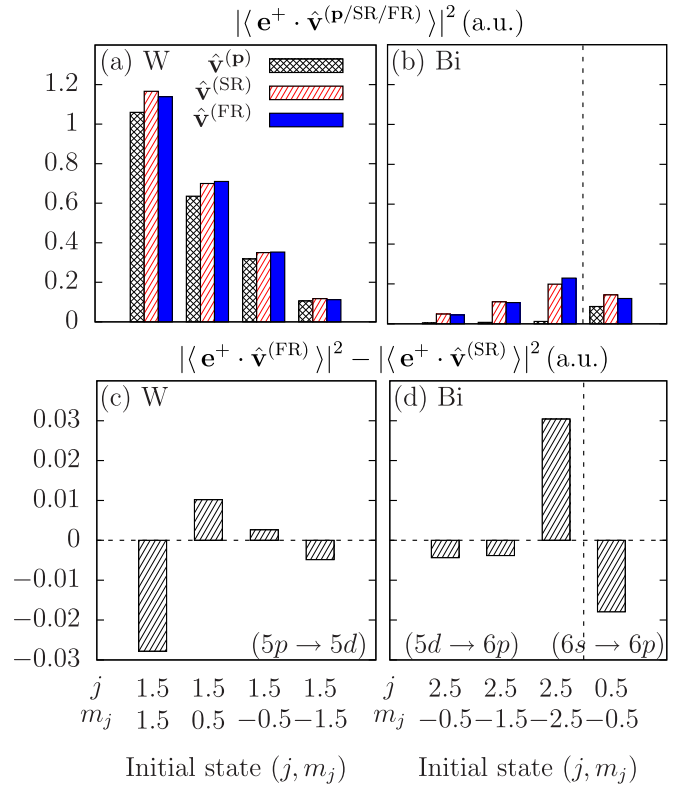 |⟨ e⁺ · v̂⁽ᵖ/SR/FR⁾ ⟩|² (a.u.)
(a) W
(b) Bi
v̂^(p)
v̂^(SR)
v̂^(FR)
1.2
1
0.8
0.6
0.4
0.2
0
|⟨ e⁺ · v̂^(FR) ⟩|² − |⟨ e⁺ · v̂^(SR) ⟩|² (a.u.)
(c) W
(d) Bi
0.03
0.01
0
−0.01
−0.02
−0.03
(5p → 5d)
(5d → 6p)
(6s → 6p)
j 1.5 1.5 1.5 1.5 j 2.5 2.5 2.5 0.5
m_j 1.5 0.5 −0.5 −1.5 m_j −0.5 −1.5 −2.5 −0.5
Initial state (j, m_j) Initial state (j, m_j)